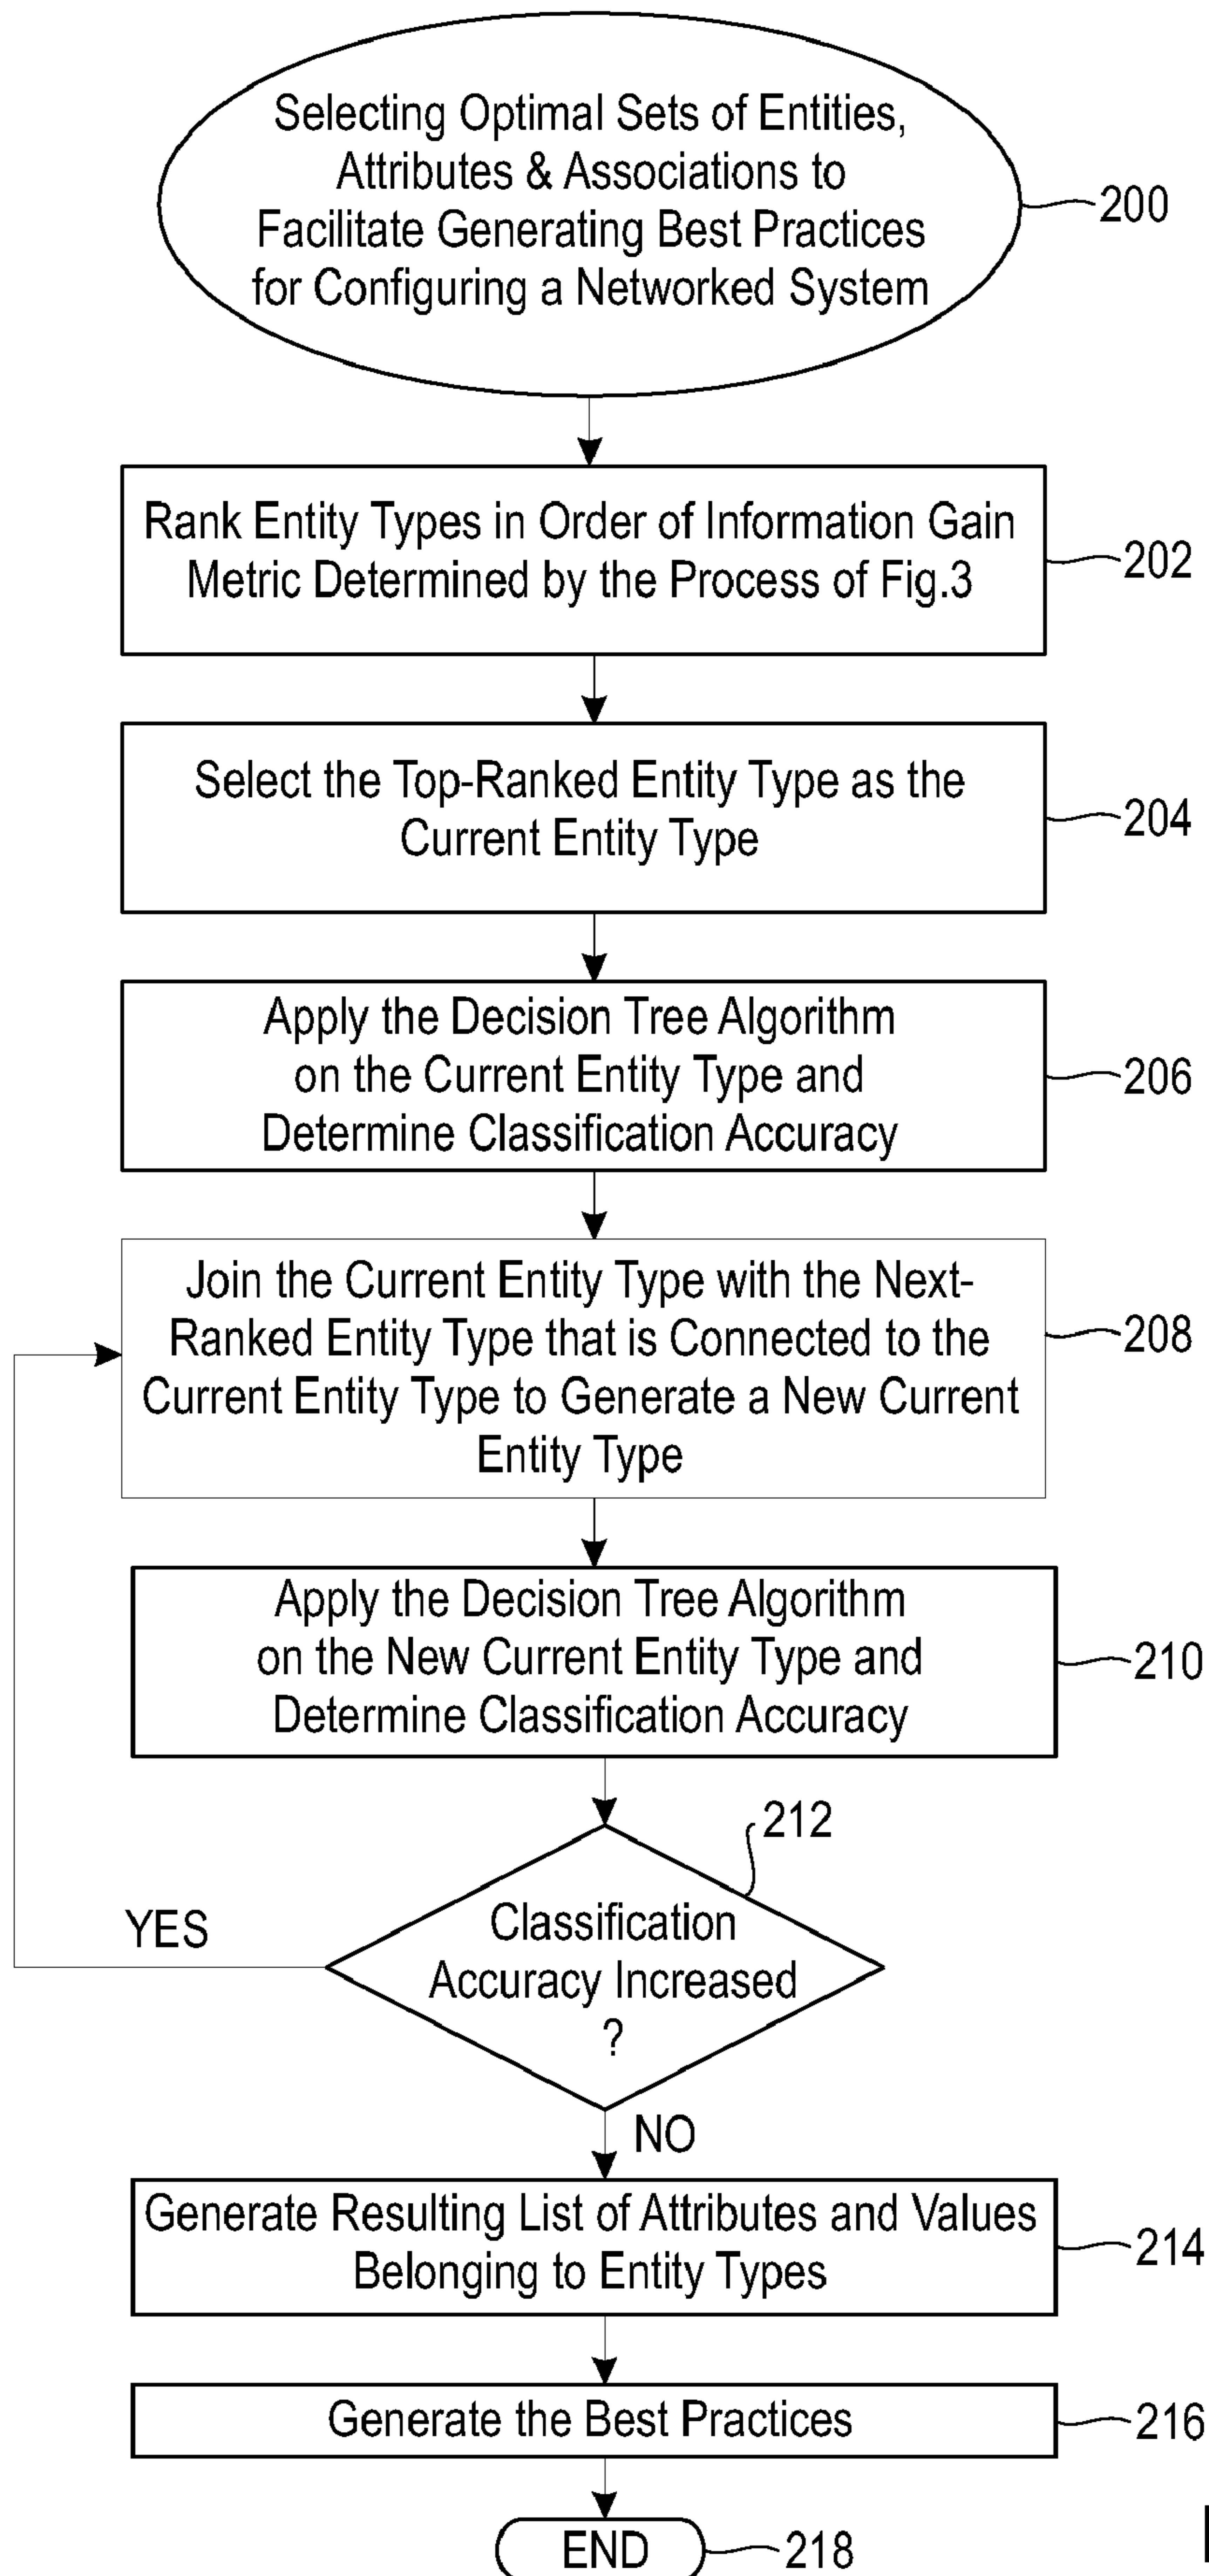 Selecting Optimal Sets of Entities,
Attributes & Associations to
Facilitate Generating Best Practices
for Configuring a Networked System
200
Rank Entity Types in Order of Information Gain
Metric Determined by the Process of Fig.3
202
Select the Top-Ranked Entity Type as the
Current Entity Type
204
Apply the Decision Tree Algorithm
on the Current Entity Type and
Determine Classification Accuracy
206
Join the Current Entity Type with the Next-
Ranked Entity Type that is Connected to the
Current Entity Type to Generate a New Current
Entity Type
208
Apply the Decision Tree Algorithm
on the New Current Entity Type and
Determine Classification Accuracy
210
212
Classification
Accuracy Increased
?
YES
NO
Generate Resulting List of Attributes and Values
Belonging to Entity Types
214
Generate the Best Practices
216
END
218